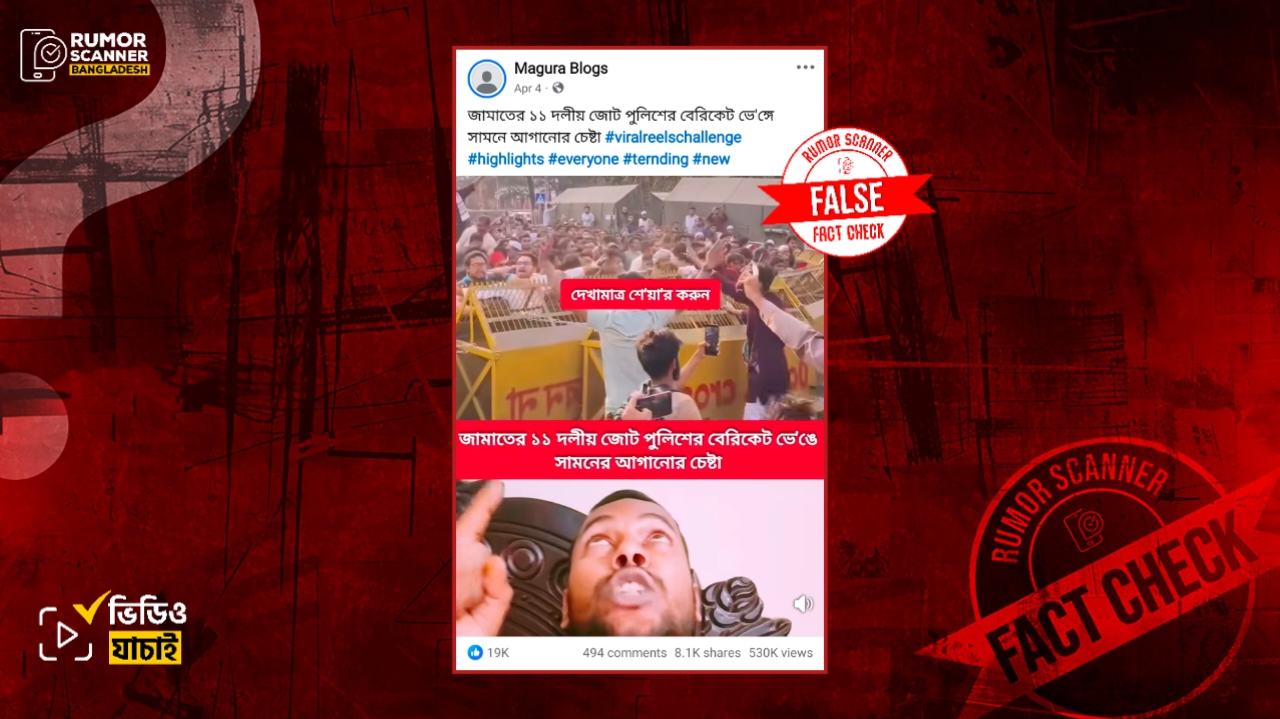 RUMOR
SCANNER
BANGLADESH
Magura Blogs
Apr 4
জামাতের ১১ দলীয় জোট পুলিশের বেরিকেট ভে'ঙ্গে
সামনে আগানোর চেষ্টা #viralreelschallenge
#highlights #everyone #ternding #new
RUMOR SCANNER
FALSE
FACT CHECK
দেখামাত্র শে'য়া'র করুন
জামাতের ১১ দলীয় জোট পুলিশের বেরিকেট ভে'ঙে
সামনের আগানোর চেষ্টা
19K
494 comments 8.1K shares 530K views
ভিডিও
যাচাই
RUMOR SCANNER
FACT CHECK